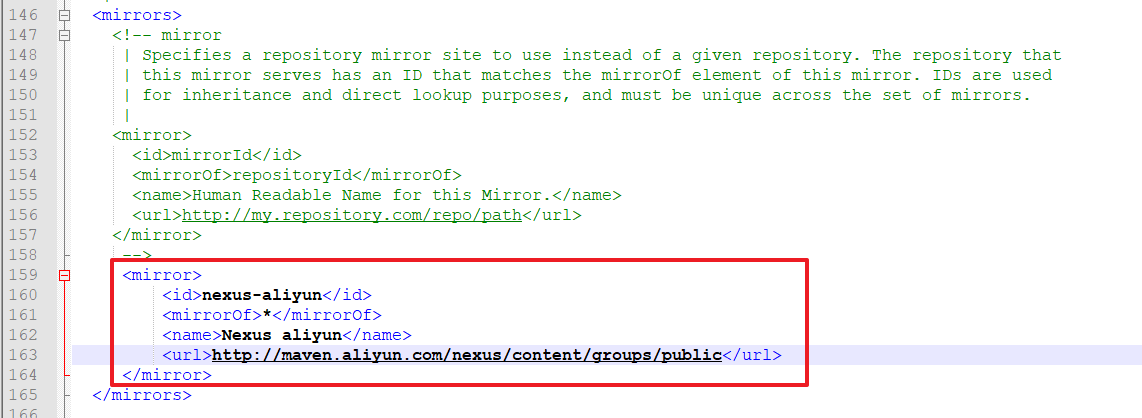 146 <mirrors>
147 <!-- mirror
148 | Specifies a repository mirror site to use instead of a given repository. The repository that
149 | this mirror serves has an ID that matches the mirrorOf element of this mirror. IDs are used
150 | for inheritance and direct lookup purposes, and must be unique across the set of mirrors.
151 |
152 <mirror>
153 <id>mirrorId</id>
154 <mirrorOf>repositoryId</mirrorOf>
155 <name>Human Readable Name for this Mirror.</name>
156 <url>http://my.repository.com/repo/path</url>
157 </mirror>
158 -->
159 <mirror>
160 <id>nexus-aliyun</id>
161 <mirrorOf>*</mirrorOf>
162 <name>Nexus aliyun</name>
163 <url>http://maven.aliyun.com/nexus/content/groups/public</url>
164 </mirror>
165 </mirrors>
166